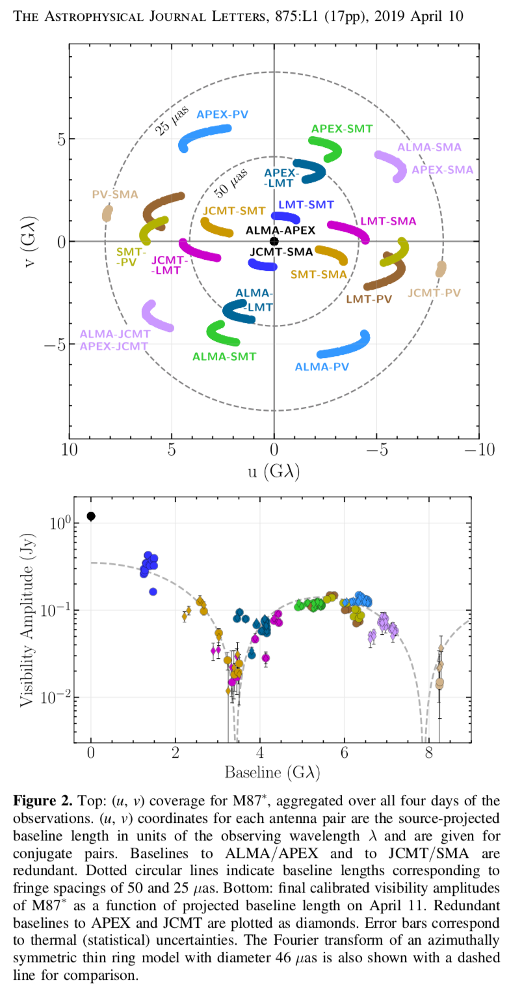 THE ASTROPHYSICAL JOURNAL LETTERS, 875:L1 (17pp), 2019 April 10
APEX-PV
25 μas
APEX-SMT
ALMA-SMA
APEX-SMA
APEX-
-LMT
50 μas
PV-SMA
JCMT-SMT
LMT-SMT
LMT-SMA
ALMA-APEX
JCMT-SMA
SMT-
-PV
JCMT-
-LMT
SMT-SMA
LMT-PV
JCMT-PV
ALMA-
-LMT
ALMA-JCMT
APEX-JCMT
ALMA-SMT
ALMA-PV
5
0
−5
v (Gλ)
10 5 0 −5 −10
u (Gλ)
10⁰
10⁻¹
10⁻²
Visibility Amplitude (Jy)
0 2 4 6 8
Baseline (Gλ)
Figure 2. Top: (u, v) coverage for M87*, aggregated over all four days of the
observations. (u, v) coordinates for each antenna pair are the source-projected
baseline length in units of the observing wavelength λ and are given for
conjugate pairs. Baselines to ALMA/APEX and to JCMT/SMA are
redundant. Dotted circular lines indicate baseline lengths corresponding to
fringe spacings of 50 and 25 μas. Bottom: final calibrated visibility amplitudes
of M87* as a function of projected baseline length on April 11. Redundant
baselines to APEX and JCMT are plotted as diamonds. Error bars correspond
to thermal (statistical) uncertainties. The Fourier transform of an azimuthally
symmetric thin ring model with diameter 46 μas is also shown with a dashed
line for comparison.